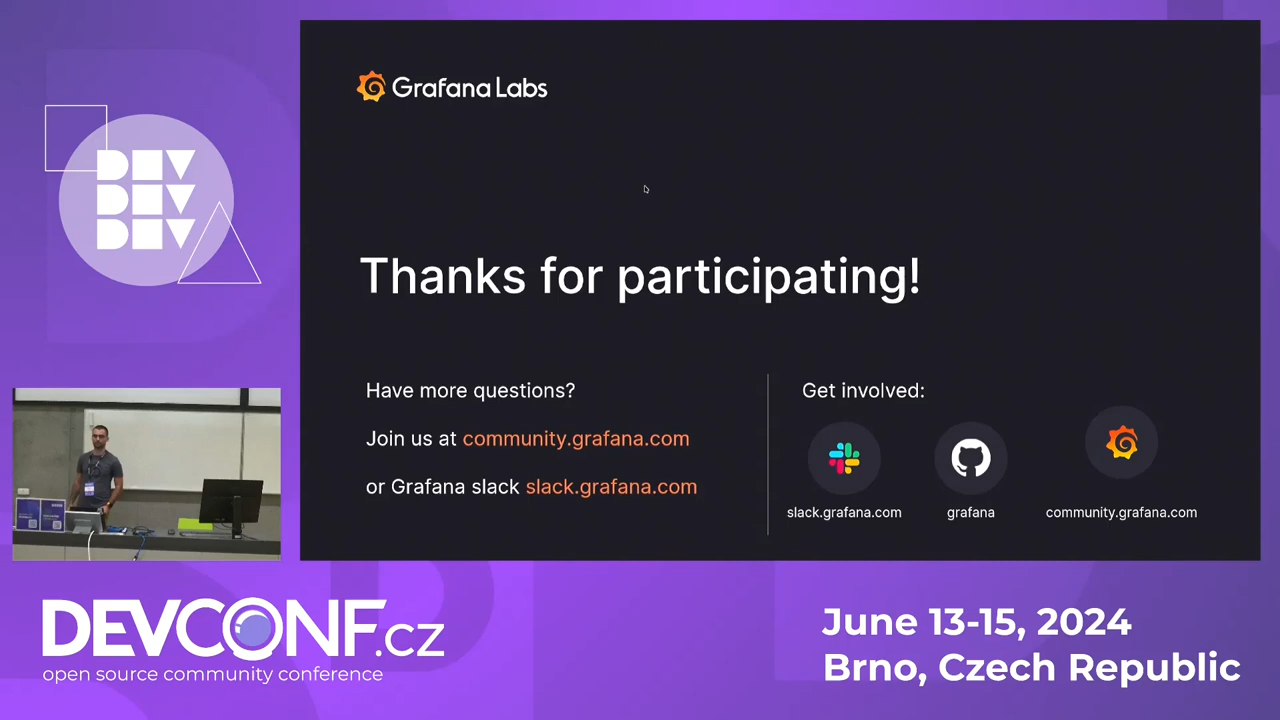 DEV
DEV
DEV
Grafana Labs
Thanks for participating!
Have more questions?
Join us at community.grafana.com
or Grafana slack slack.grafana.com
Get involved:
slack.grafana.com
grafana
community.grafana.com
DEVCONF.cz
open source community conference
June 13-15, 2024
Brno, Czech Republic